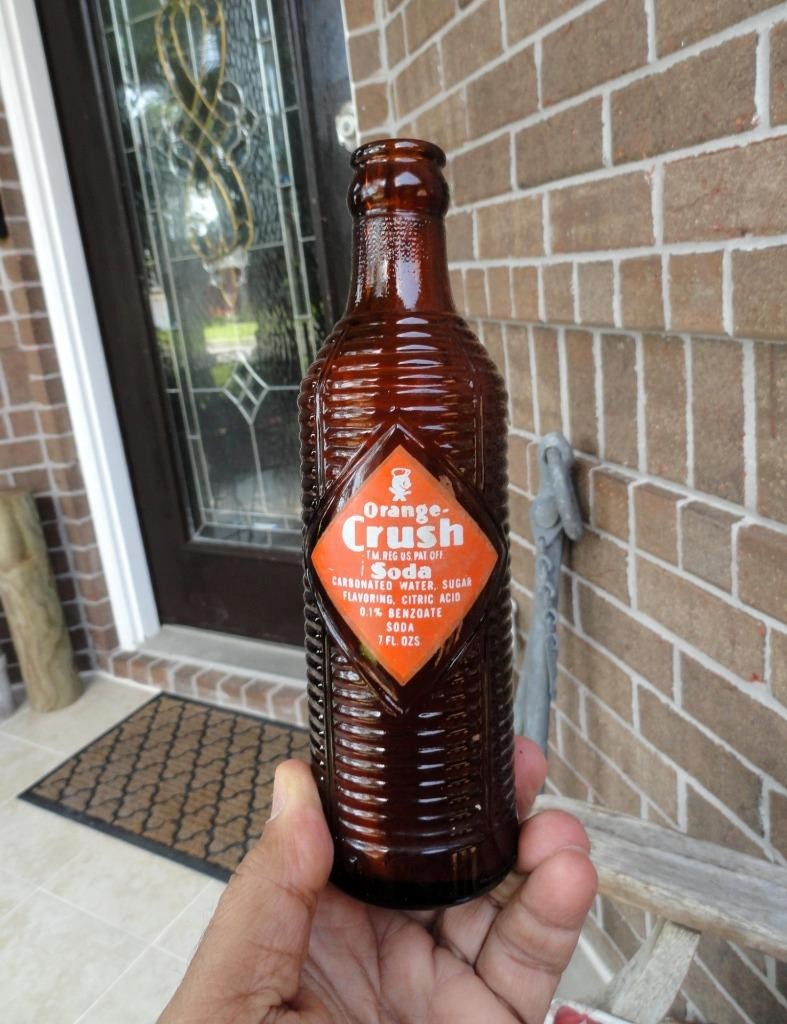 Orange-
Crush
T.M. REG US. PAT. OFF.
Soda
CARBONATED WATER, SUGAR
FLAVORING, CITRIC ACID
0.1% BENZOATE
SODA
7 FL. OZS